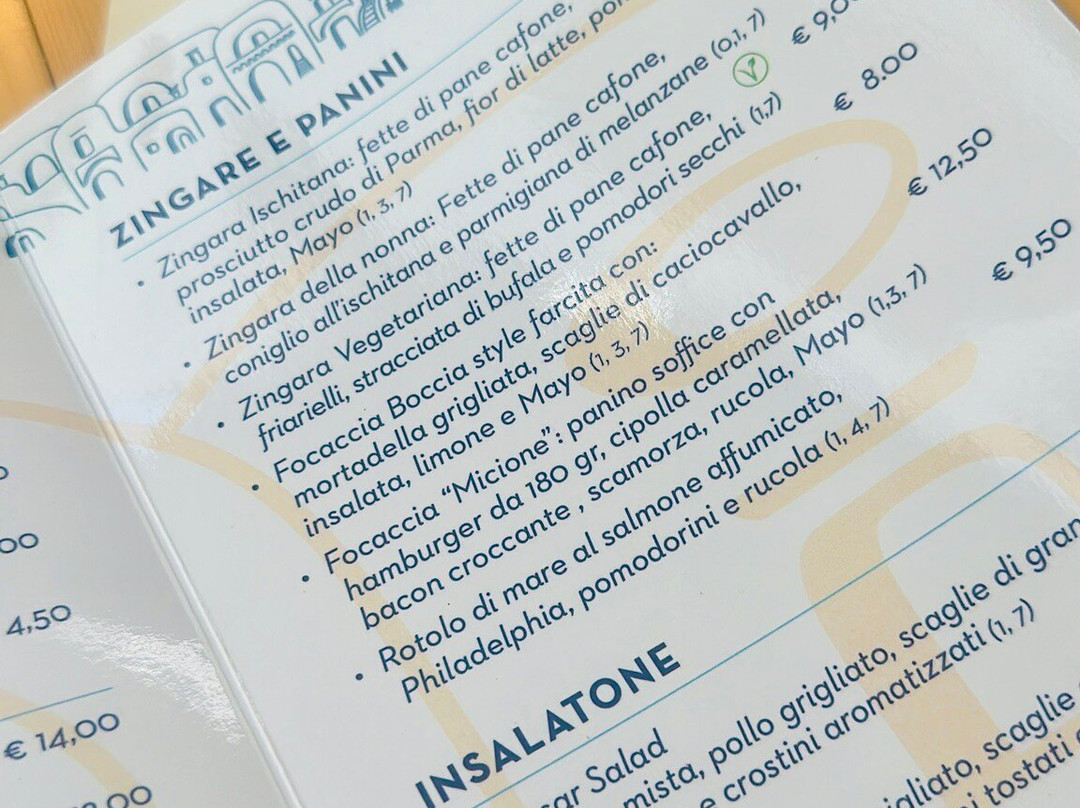 ZINGARE E PANINI
• Zingara Ischitana: fette di pane cafone,
prosciutto crudo di Parma, fior di latte,
insalata, Mayo (1, 3, 7)
• Zingara della nonna: Fette di pane cafone,
coniglio all'ischitana e parmigiana di melanzane (0,1, 7)
€ 9,0
• Zingara Vegetariana: fette di pane cafone,
friarielli, stracciata di bufala e pomodori secchi (1,7)
€ 8.00
• Focaccia Boccia style farcita con:
mortadella grigliata, scaglie di caciocavallo,
insalata, limone e Mayo (1, 3, 7)
€ 12,50
• Focaccia “Micione”: panino soffice con
hamburger da 180 gr, cipolla caramellata,
bacon croccante , scamorza, rucola, Mayo (1,3, 7)
€ 9,50
• Rotolo di mare al salmone affumicato,
Philadelphia, pomodorini e rucola (1, 4, 7)
INSALATONE
Salad
mista, pollo grigliato, scaglie di
e crostini aromatizzati (1, 7)
scaglie
tostati
4,50
€ 14,00